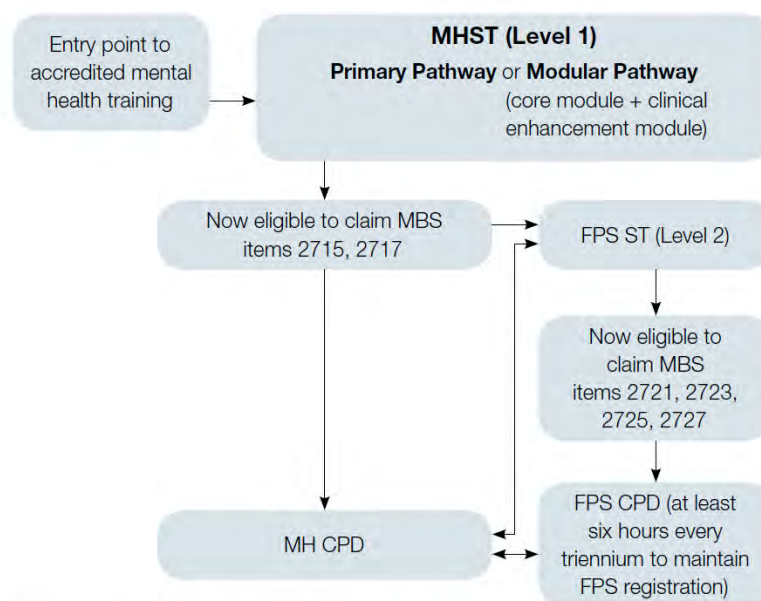 Entry point to
accredited mental
health training
MHST (Level 1)
Primary Pathway or Modular Pathway
(core module + clinical
enhancement module)
Now eligible to claim MBS
items 2715, 2717
FPS ST (Level 2)
Now eligible to
claim MBS
items 2721, 2723,
2725, 2727
MH CPD
FPS CPD (at least
six hours every
triennium to maintain
FPS registration)